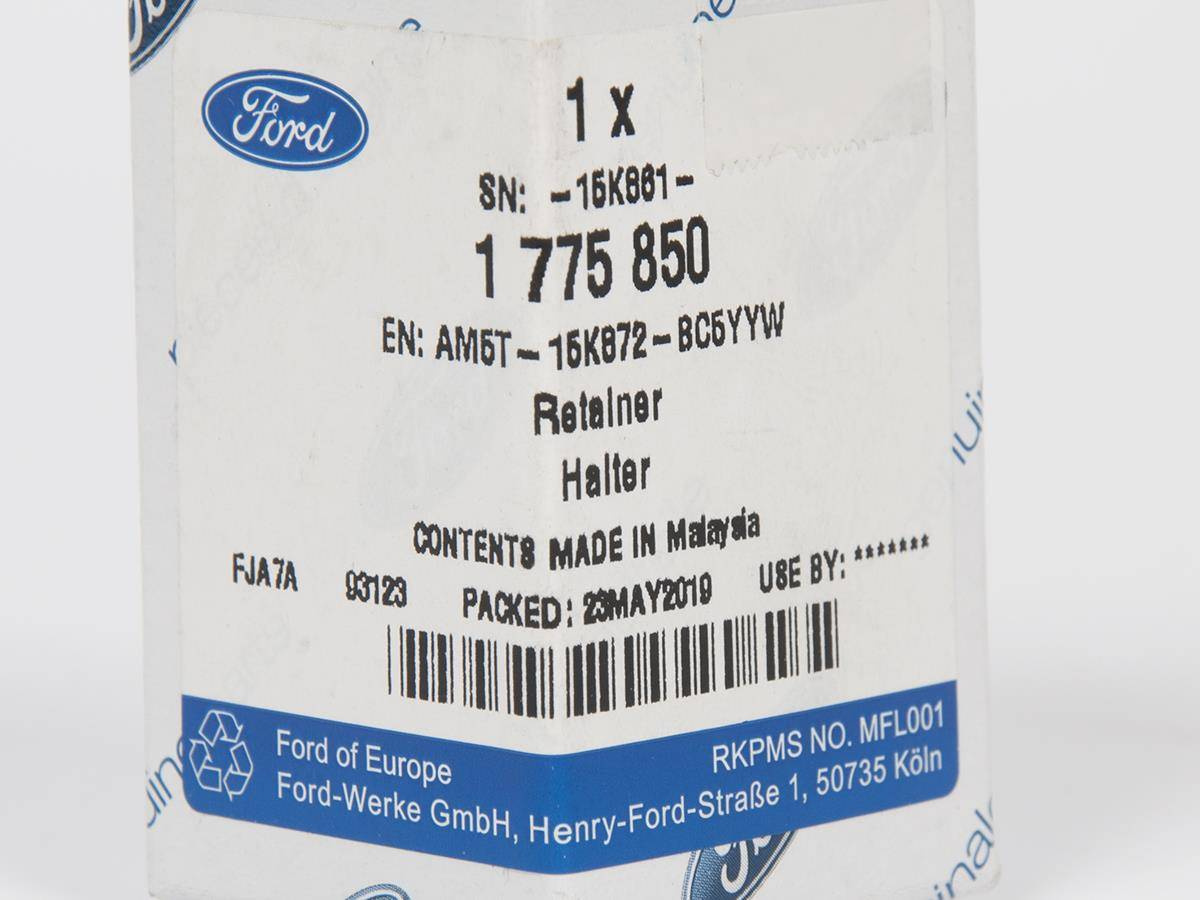 Ford
1 x
SN: -15K861-
1 775 850
EN: AM5T-15K872-BC5YYW
Retainer
Halter
CONTENTS MADE IN Malaysia
FJA7A 93123 PACKED: 23MAY2019 USE BY: *******
Ford of Europe
RKPMS NO. MFL001
Ford-Werke GmbH, Henry-Ford-Straße 1, 50735 Köln